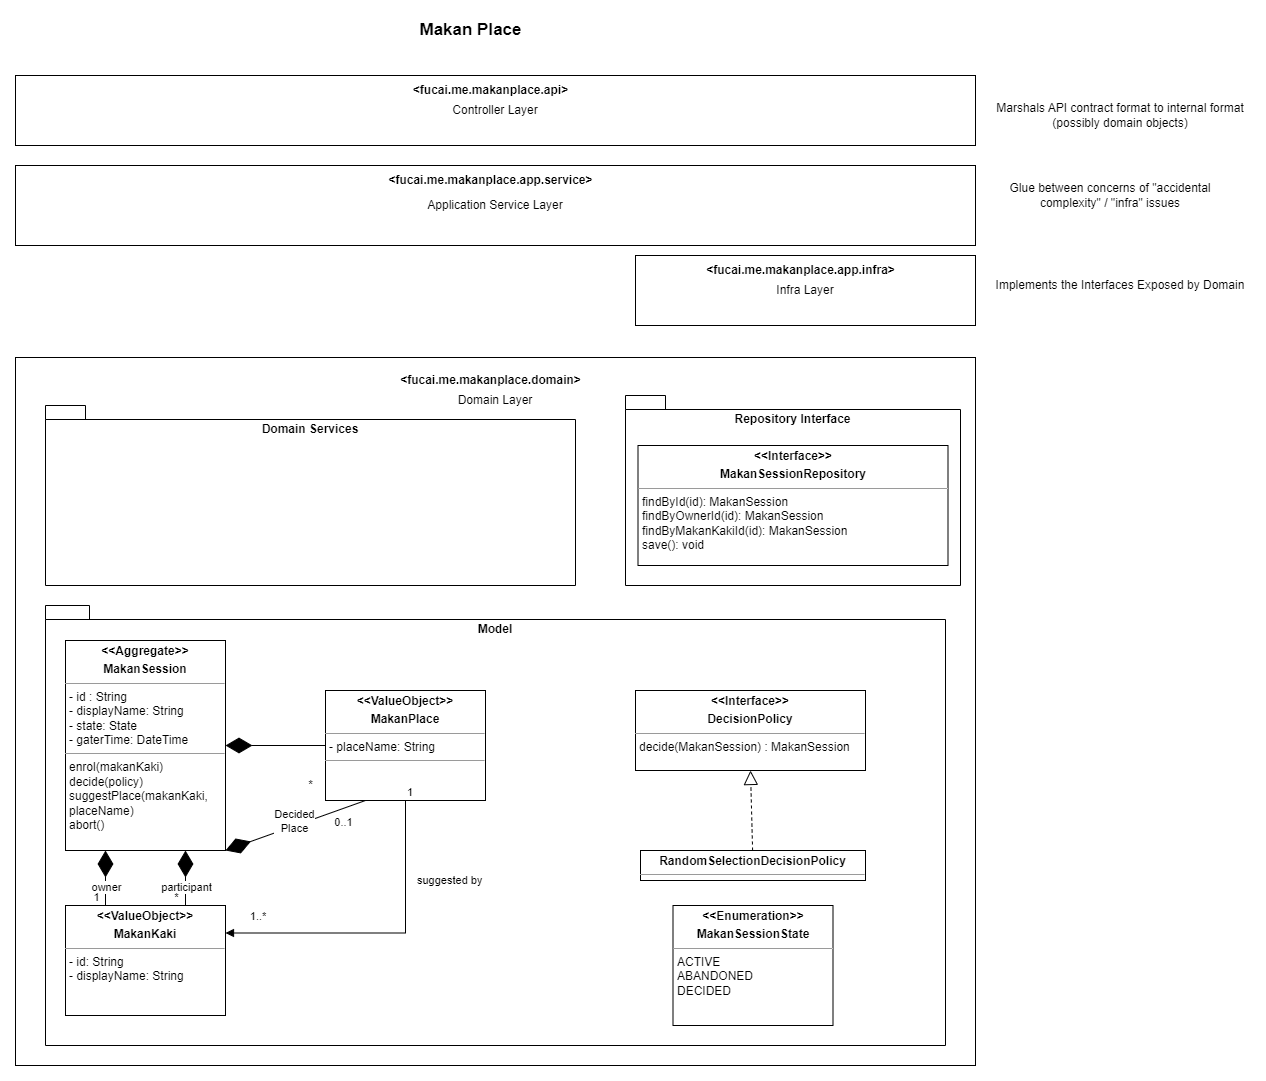 Makan Place
<fucai.me.makanplace.api>
Controller Layer
Marshals API contract format to internal format
(possibly domain objects)
<fucai.me.makanplace.app.service>
Application Service Layer
Glue between concerns of "accidental
complexity" / "infra" issues
<fucai.me.makanplace.app.infra>
Infra Layer
Implements the Interfaces Exposed by Domain
<fucai.me.makanplace.domain>
Domain Layer
Domain Services
Repository Interface
<<Interface>>
MakanSessionRepository
findById(id): MakanSession
findByOwnerId(id): MakanSession
findByMakanKakiId(id): MakanSession
save(): void
Model
<<Aggregate>>
MakanSession
- id : String
- displayName: String
- state: State
- gaterTime: DateTime
enrol(makanKaki)
decide(policy)
suggestPlace(makanKaki,
placeName)
abort()
<<ValueObject>>
MakanPlace
- placeName: String
*
1
Decided
Place
0..1
owner
1
participant
*
suggested by
1..*
<<ValueObject>>
MakanKaki
- id: String
- displayName: String
<<Interface>>
DecisionPolicy
decide(MakanSession) : MakanSession
RandomSelectionDecisionPolicy
<<Enumeration>>
MakanSessionState
ACTIVE
ABANDONED
DECIDED